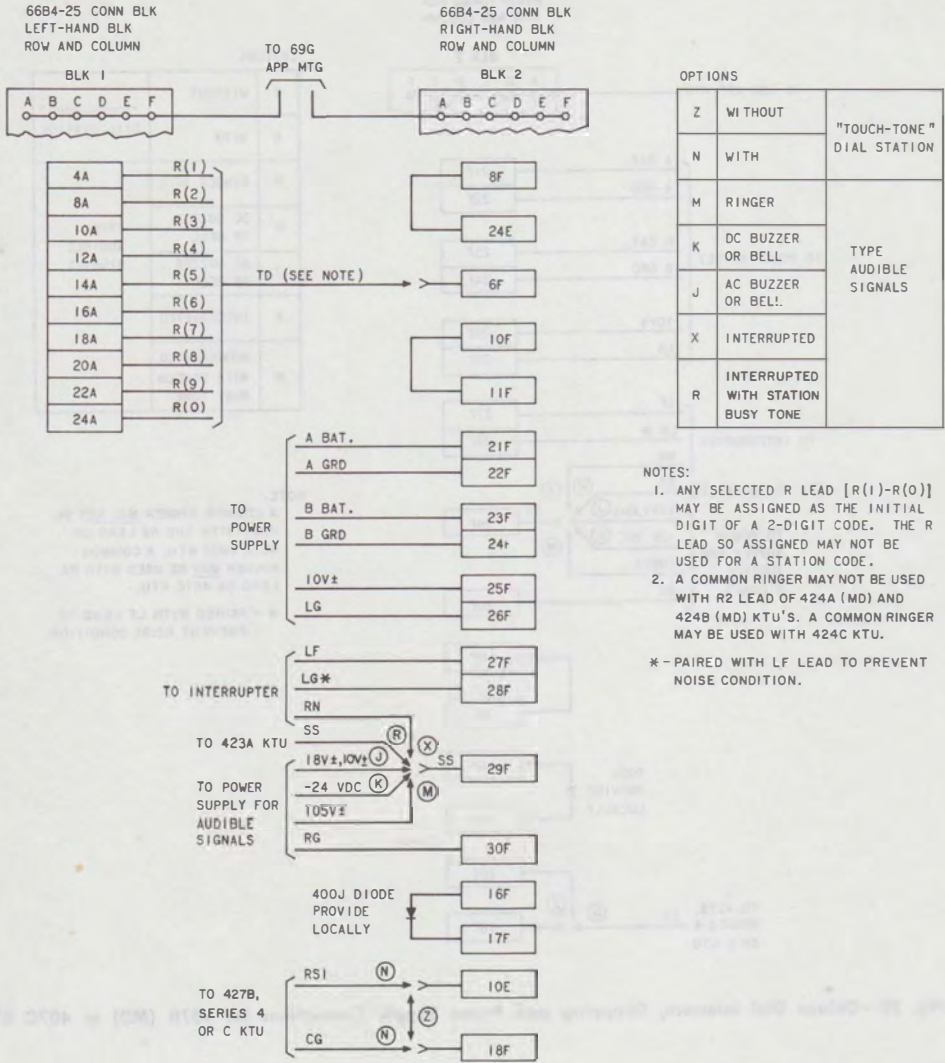 66B4-25 CONN BLK
LEFT-HAND BLK
ROW AND COLUMN
BLK 1
A B C D E F
TO 69G
APP MTG
66B4-25 CONN BLK
RIGHT-HAND BLK
ROW AND COLUMN
BLK 2
A B C D E F
4A R(1)
8A R(2)
10A R(3)
12A R(4)
14A R(5)
16A R(6)
18A R(7)
20A R(8)
22A R(9)
24A R(0)
TD (SEE NOTE)
8F
24E
6F
10F
11F
TO
POWER
SUPPLY
A BAT. 21F
A GRD 22F
B BAT. 23F
B GRD 24F
10V± 25F
LG 26F
TO INTERRUPTER
LF 27F
LG* 28F
RN
TO 423A KTU
SS R X
18V±,10V± J SS 29F
-24 VDC K M
105V±
TO POWER
SUPPLY FOR
AUDIBLE
SIGNALS
RG 30F
400J DIODE
PROVIDE
LOCALLY
16F
17F
TO 427B,
SERIES 4
OR C KTU
RS1 N 10E
Z
CG N 18F
OPTIONS
Z WITHOUT
N WITH
"TOUCH-TONE"
DIAL STATION
M RINGER
K DC BUZZER
OR BELL
J AC BUZZER
OR BELL
X INTERRUPTED
R INTERRUPTED
WITH STATION
BUSY TONE
TYPE
AUDIBLE
SIGNALS
NOTES:
1. ANY SELECTED R LEAD [R(1)-R(0)]
MAY BE ASSIGNED AS THE INITIAL
DIGIT OF A 2-DIGIT CODE. THE R
LEAD SO ASSIGNED MAY NOT BE
USED FOR A STATION CODE.
2. A COMMON RINGER MAY NOT BE USED
WITH R2 LEAD OF 424A (MD) AND
424B (MD) KTU'S. A COMMON RINGER
MAY BE USED WITH 424C KTU.
*-PAIRED WITH LF LEAD TO PREVENT
NOISE CONDITION.